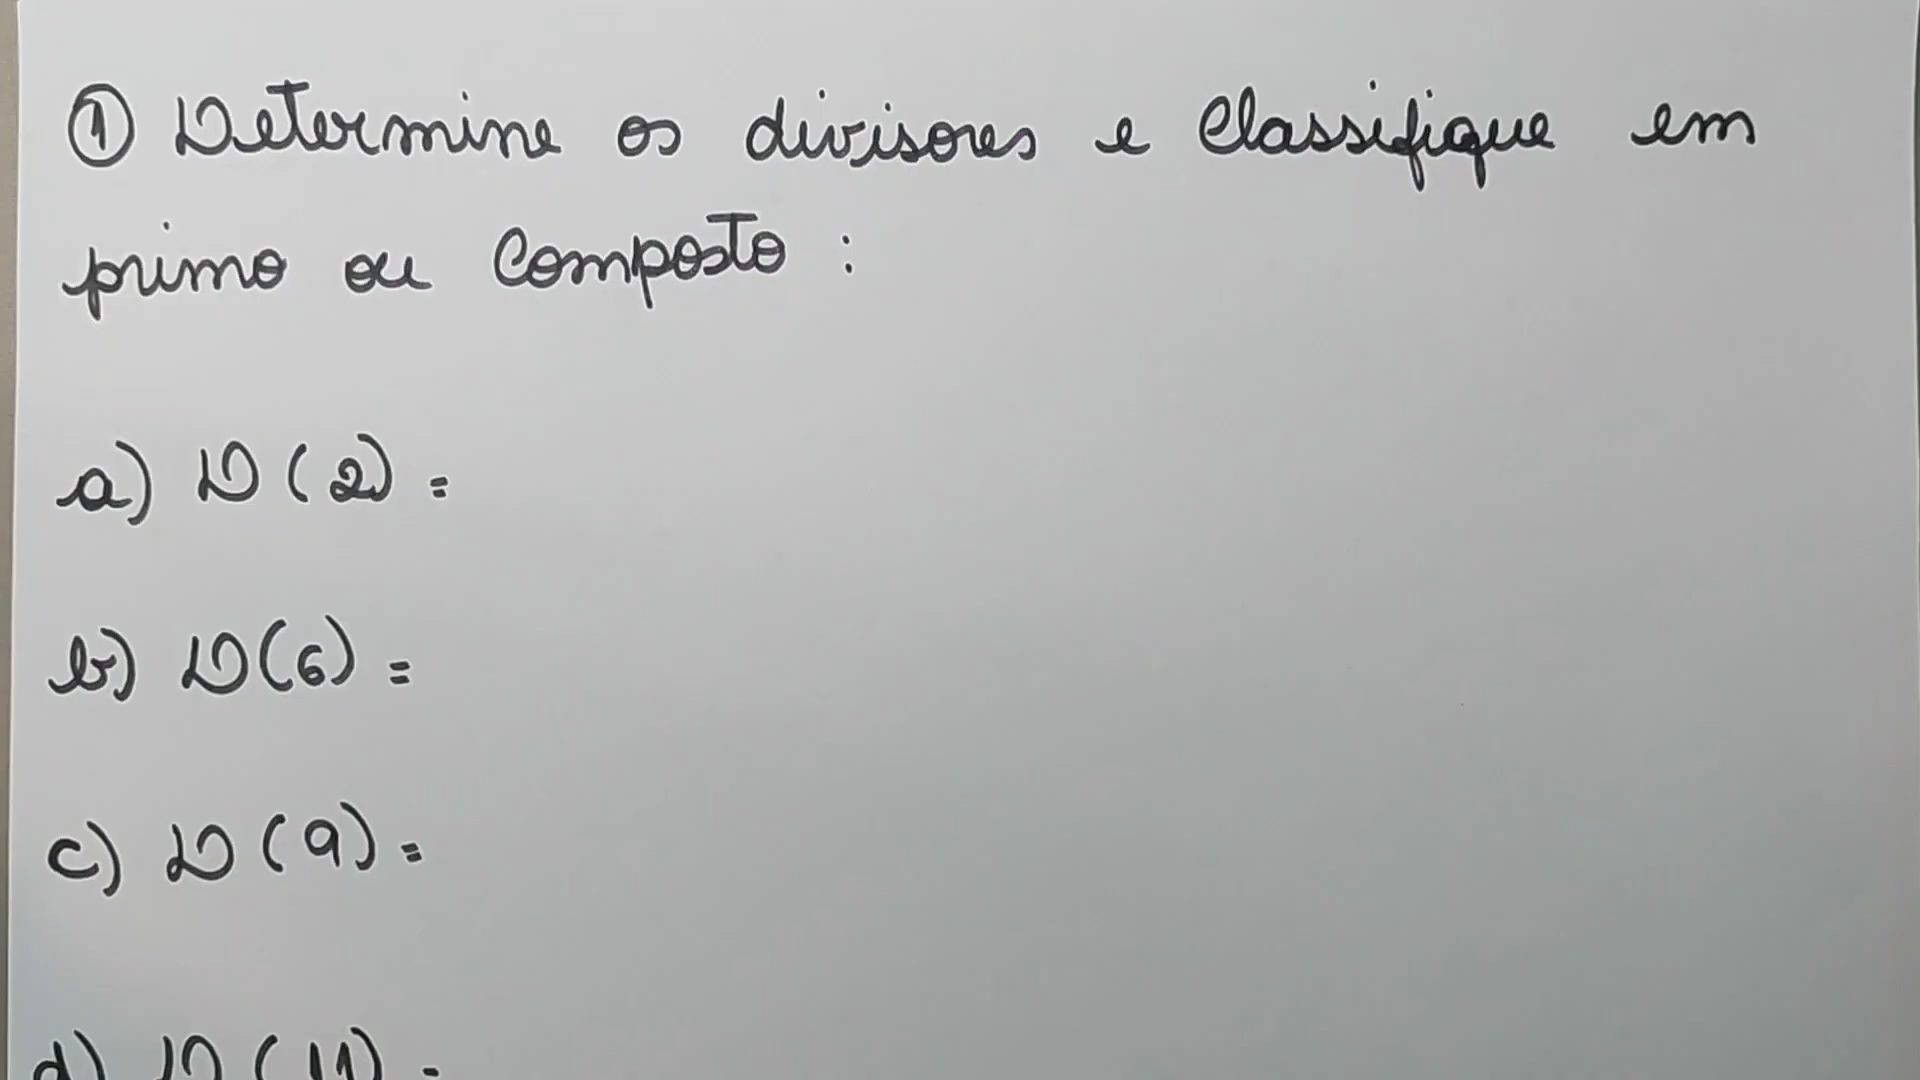 ① Determine os divisores e classifique em
primo ou composto :
a) D(2) =
b) D(6) =
c) D(9) =
d) D(11) =